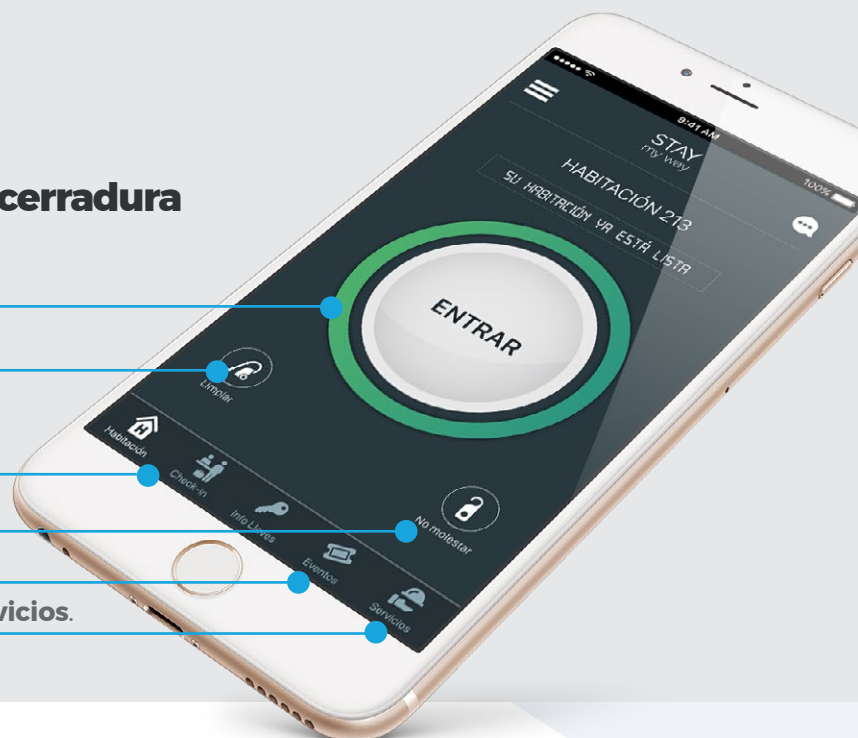 cerradura
vicios.
9:41 AM
100%
STAY
my way
HABITACIÓN 213
SU HABITACIÓN YA ESTÁ LISTA
ENTRAR
Limpiar
No molestar
Habitación
Check-in
Info Llaves
Eventos
Servicios